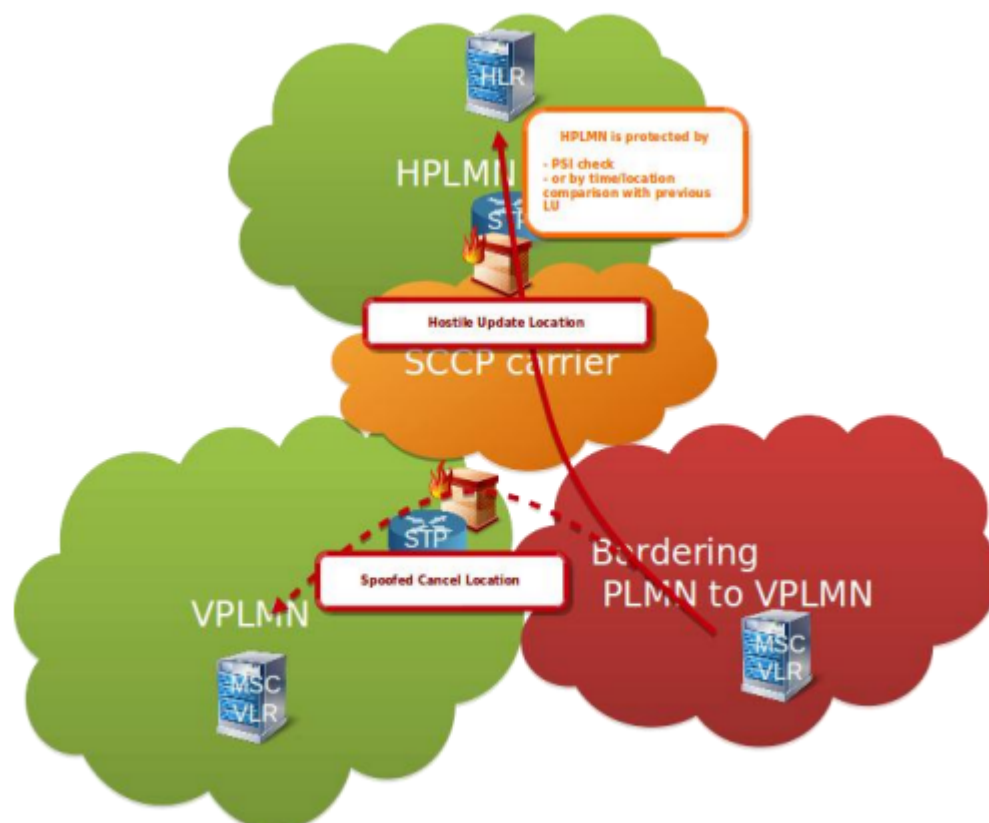 HLR
HPLMN is protected by
- PSI check
- or by time/location
comparison with previous
LU
HPLMN
STP
Hostile Update Location
SCCP carrier
STP
Spoofed Cancel Location
Bordering
PLMN to VPLMN
VPLMN
MSC
VLR
MSC
VLR